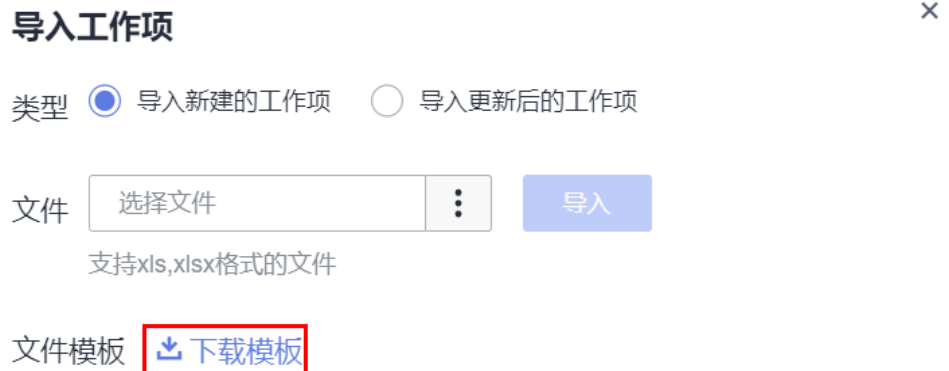 导入工作项
类型 导入新建的工作项 导入更新后的工作项
文件 选择文件 导入
支持xls,xlsx格式的文件
文件模板 下载模板